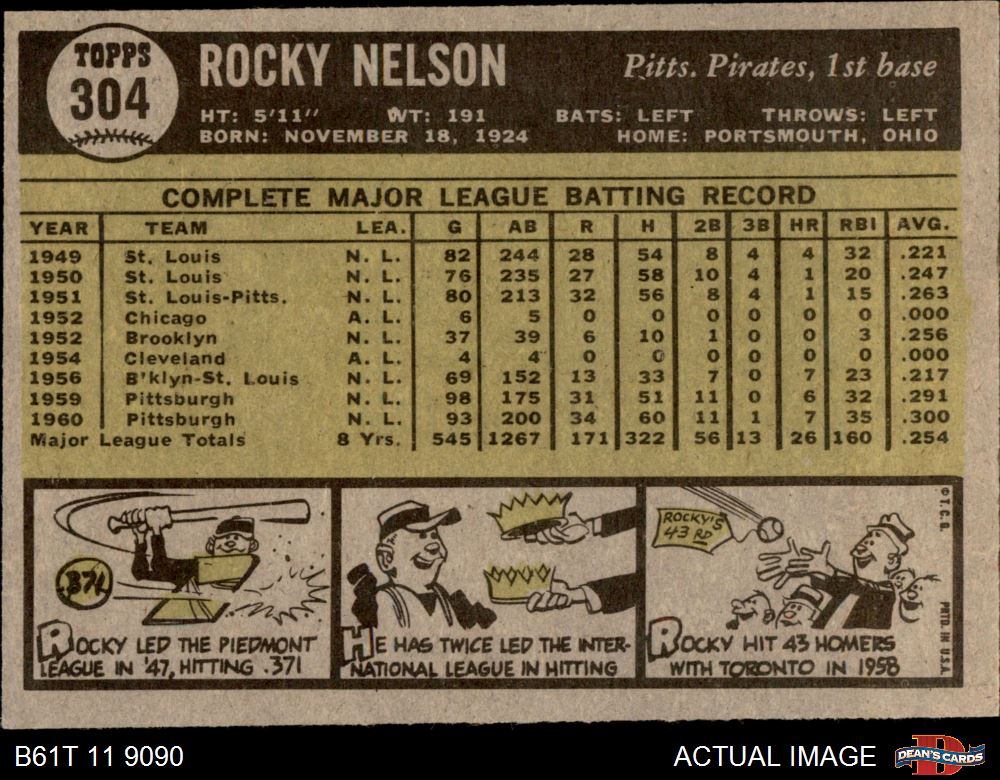 TOPPS
304
ROCKY NELSON
Pitts. Pirates, 1st base
HT: 5'11" WT: 191 BATS: LEFT THROWS: LEFT
BORN: NOVEMBER 18, 1924 HOME: PORTSMOUTH, OHIO
COMPLETE MAJOR LEAGUE BATTING RECORD
YEAR TEAM LEA. G AB R H 2B 3B HR RBI AVG.
1949 St. Louis N. L. 82 244 28 54 8 4 4 32 .221
1950 St. Louis N. L. 76 235 27 58 10 4 1 20 .247
1951 St. Louis-Pitts. N. L. 80 213 32 56 8 4 1 15 .263
1952 Chicago A. L. 6 5 0 0 0 0 0 0 .000
1952 Brooklyn N. L. 37 39 6 10 1 0 0 3 .256
1954 Cleveland A. L. 4 4 0 0 0 0 0 0 .000
1956 B'klyn-St. Louis N. L. 69 152 13 33 7 0 7 23 .217
1959 Pittsburgh N. L. 98 175 31 51 11 0 6 32 .291
1960 Pittsburgh N. L. 93 200 34 60 11 1 7 35 .300
Major League Totals 8 Yrs. 545 1267 171 322 56 13 26 160 .254
.371
ROCKY LED THE PIEDMONT
LEAGUE IN '47, HITTING .371
HE HAS TWICE LED THE INTER-
NATIONAL LEAGUE IN HITTING
ROCKY'S
43 RD
ROCKY HIT 43 HOMERS
WITH TORONTO IN 1958
© T.C.G.
PRTD IN U.S.A.
B61T 11 9090
ACTUAL IMAGE
D
DEAN'S CARDS